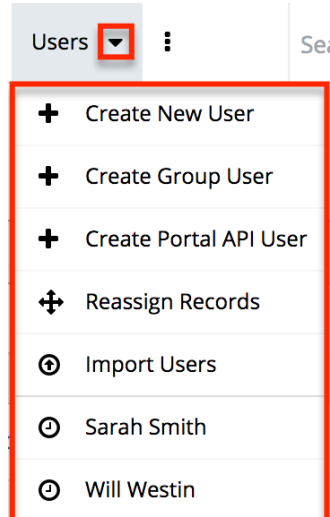 Users
Sea
Create New User
Create Group User
Create Portal API User
Reassign Records
Import Users
Sarah Smith
Will Westin